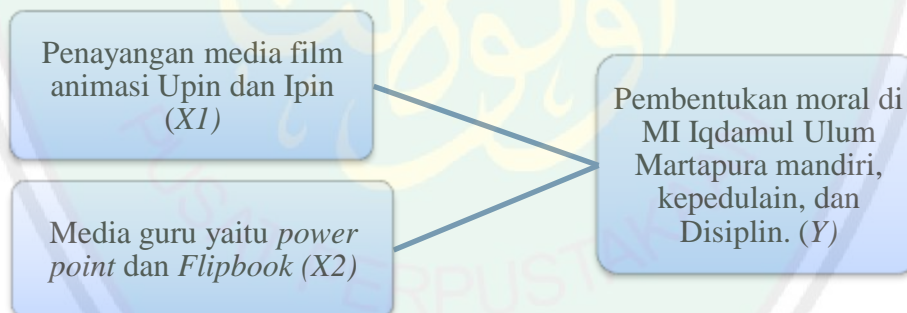 Penayangan media film
animasi Upin dan Ipin
(X1)
Media guru yaitu power
point dan Flipbook (X2)
Pembentukan moral di
MI Iqdamul Ulum
Martapura mandiri,
kepedulain, dan
Disiplin. (Y)